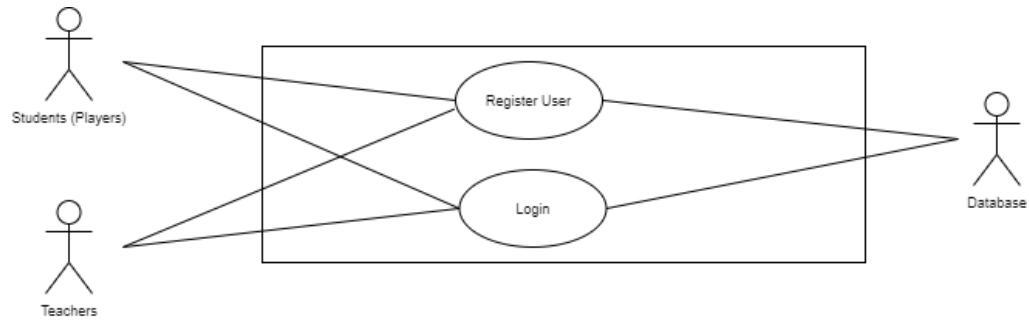 Students (Players)
Register User
Login
Database
Teachers